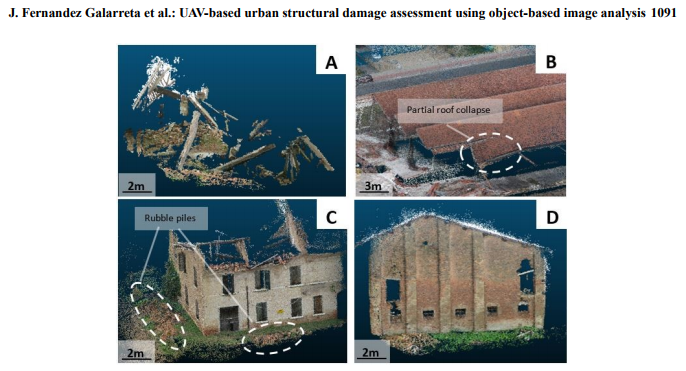 J. Fernandez Galarreta et al.: UAV-based urban structural damage assessment using object-based image analysis 1091
A
2m
B
Partial roof collapse
3m
C
Rubble piles
2m
D
2m